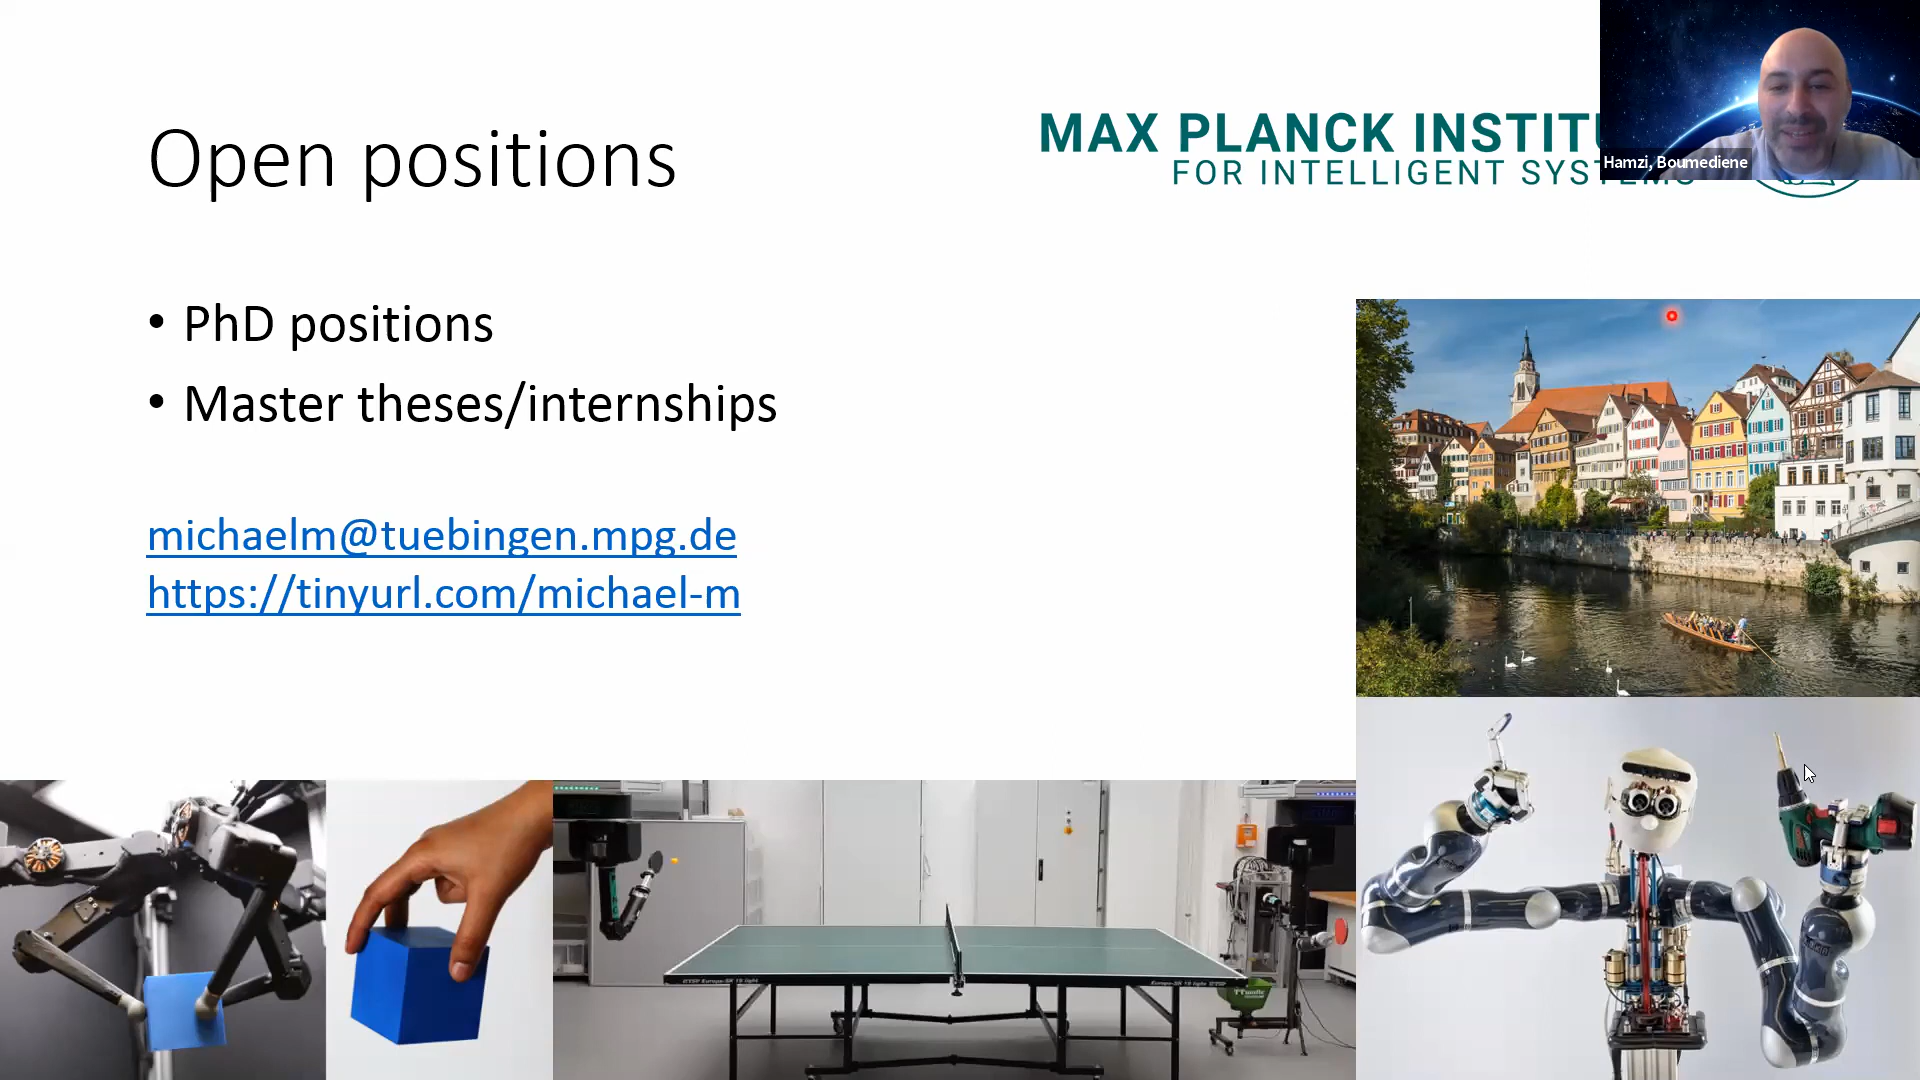 Open positions
MAX PLANCK INSTITU
FOR INTELLIGENT SYSTEMS
Hamzi, Boumediene
• PhD positions
• Master theses/internships
michaelm@tuebingen.mpg.de
https://tinyurl.com/michael-m